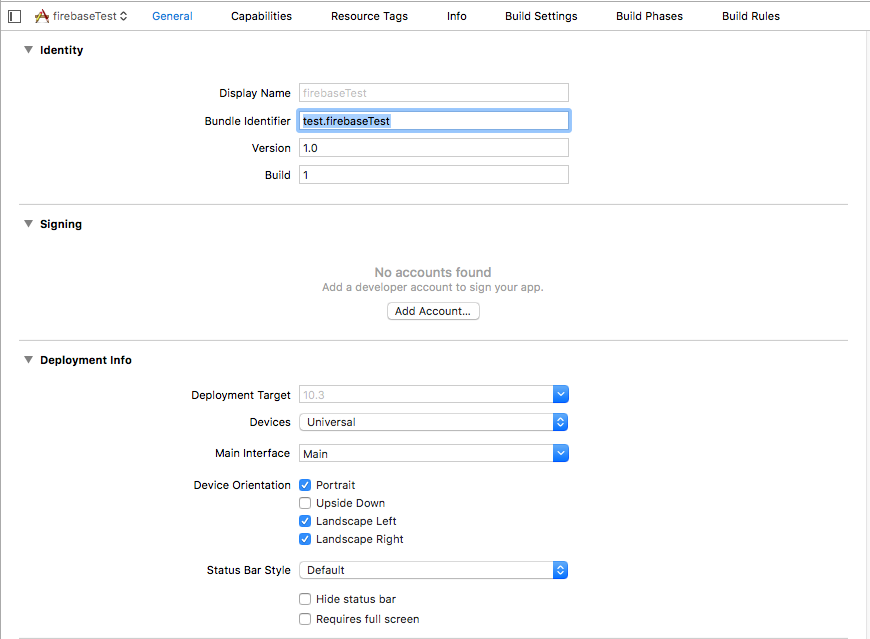 firebaseTest General Capabilities Resource Tags Info Build Settings Build Phases Build Rules
Identity
Display Name firebaseTest
Bundle Identifier test.firebaseTest
Version 1.0
Build 1
Signing
No accounts found
Add a developer account to sign your app.
Add Account...
Deployment Info
Deployment Target 10.3
Devices Universal
Main Interface Main
Device Orientation Portrait
Upside Down
Landscape Left
Landscape Right
Status Bar Style Default
Hide status bar
Requires full screen